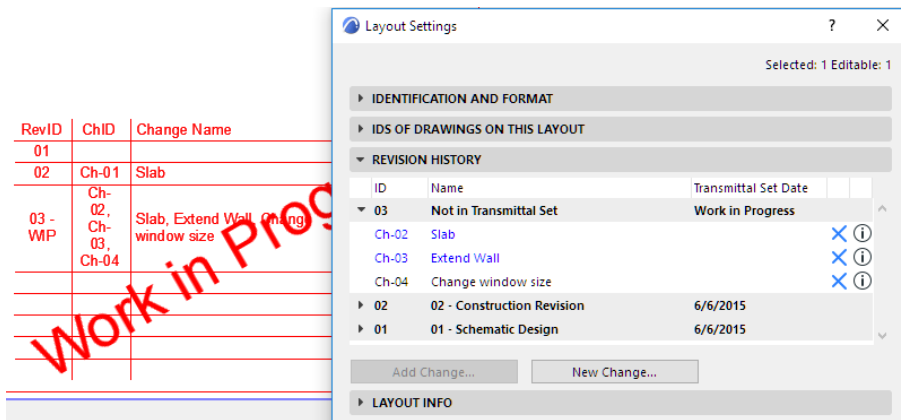 Layout Settings
?
Selected: 1 Editable: 1
IDENTIFICATION AND FORMAT
IDS OF DRAWINGS ON THIS LAYOUT
REVISION HISTORY
ID Name Transmittal Set Date
03 Not in Transmittal Set Work in Progress
Ch-02 Slab
Ch-03 Extend Wall
Ch-04 Change window size
02 02 - Construction Revision 6/6/2015
01 01 - Schematic Design 6/6/2015
Add Change... New Change...
LAYOUT INFO
RevID ChID Change Name
01
02 Ch-01 Slab
03 -
WIP
Ch-
02,
Ch-
03,
Ch-04
Slab, Extend Wall, Change
window size
Work in Prog